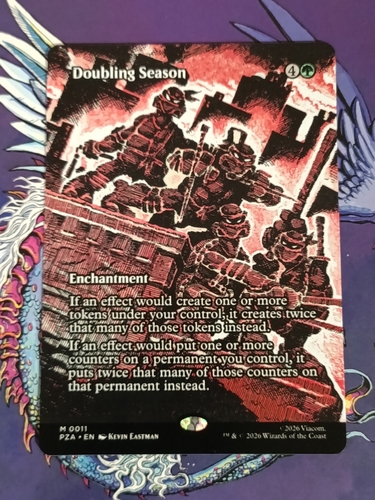 Doubling Season 4
Enchantment
If an effect would create one or more
tokens under your control, it creates twice
that many of those tokens instead.
If an effect would put one or more
counters on a permanent you control, it
puts twice that many of those counters on
that permanent instead.
M 0011
PZA • EN Kevin Eastman
© 2026 Viacom.
™ & © 2026 Wizards of the Coast